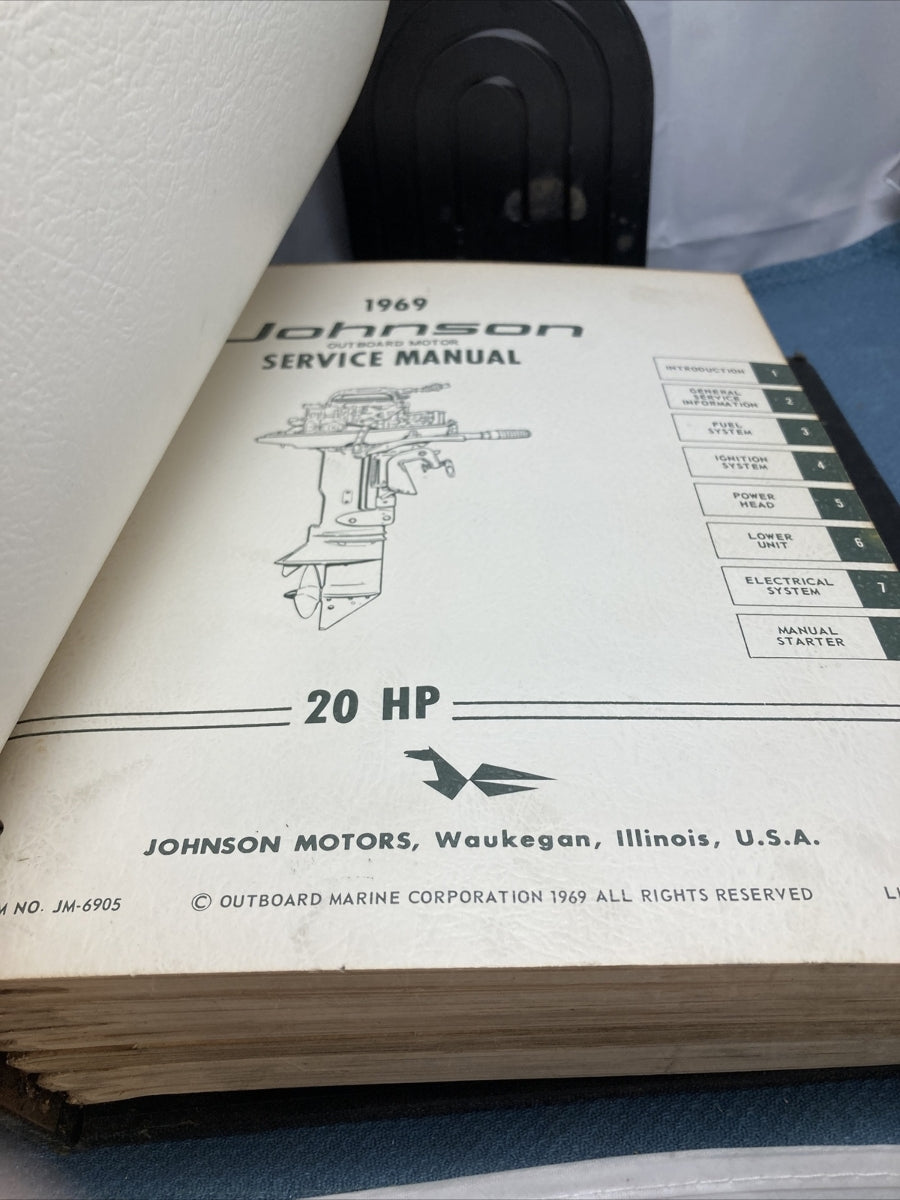 1969
Johnson
OUTBOARD MOTOR
SERVICE MANUAL
INTRODUCTION 1
GENERAL
SERVICE
INFORMATION 2
FUEL
SYSTEM 3
IGNITION
SYSTEM 4
POWER
HEAD 5
LOWER
UNIT 6
ELECTRICAL
SYSTEM 7
MANUAL
STARTER
20 HP
JOHNSON MOTORS, Waukegan, Illinois, U.S.A.
NO. JM-6905 © OUTBOARD MARINE CORPORATION 1969 ALL RIGHTS RESERVED